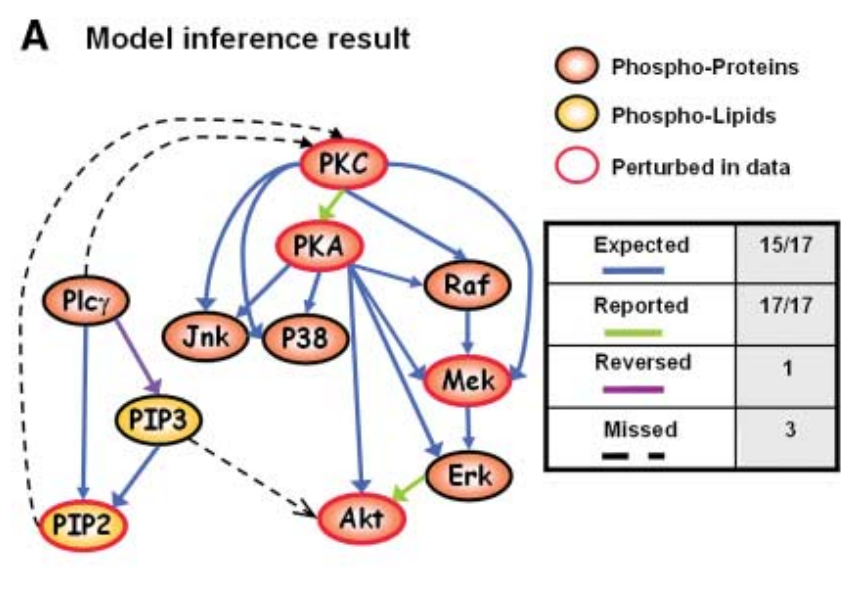 A Model inference result
Phospho-Proteins
Phospho-Lipids
Perturbed in data
PKC
PKA
Raf
Plcγ
Jnk
P38
Mek
PIP3
Erk
PIP2
Akt
Expected 15/17
Reported 17/17
Reversed 1
Missed 3